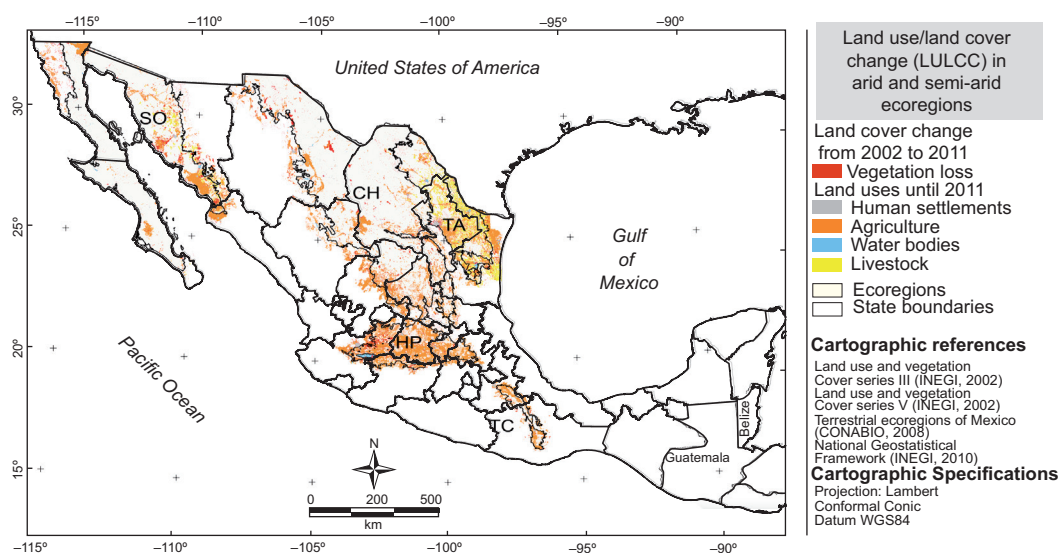 −115° −110° −105° −100° −95° −90°
United States of America
30°
25°
20°
15°
SO
CH
TA
HP
TC
Gulf
of
Mexico
Pacific Ocean
Belize
Guatemala
N
0 200 500
km
−115° −110° −105° −100° −95° −90°
Land use/land cover
change (LULCC) in
arid and semi-arid
ecoregions
Land cover change
from 2002 to 2011
Vegetation loss
Land uses until 2011
Human settlements
Agriculture
Water bodies
Livestock
Ecoregions
State boundaries
Cartographic references
Land use and vegetation
Cover series III (INEGI, 2002)
Land use and vegetation
Cover series V (INEGI, 2002)
Terrestrial ecoregions of Mexico
(CONABIO, 2008)
National Geostatistical
Framework (INEGI, 2010)
Cartographic Specifications
Projection: Lambert
Conformal Conic
Datum WGS84